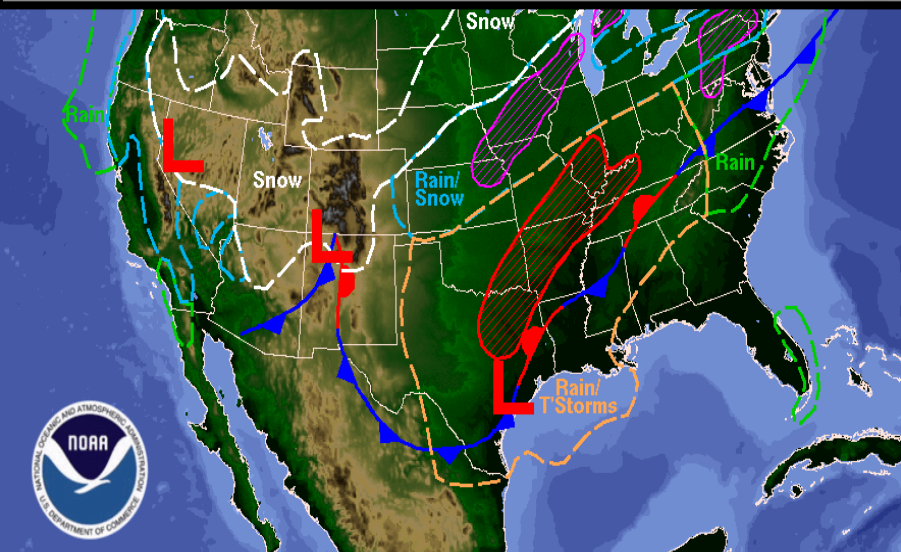 Snow
Rain
Snow
Rain/
Snow
Rain
L
L
L
Rain/
T'Storms
NATIONAL OCEANIC AND ATMOSPHERIC ADMINISTRATION
NOAA
U.S. DEPARTMENT OF COMMERCE